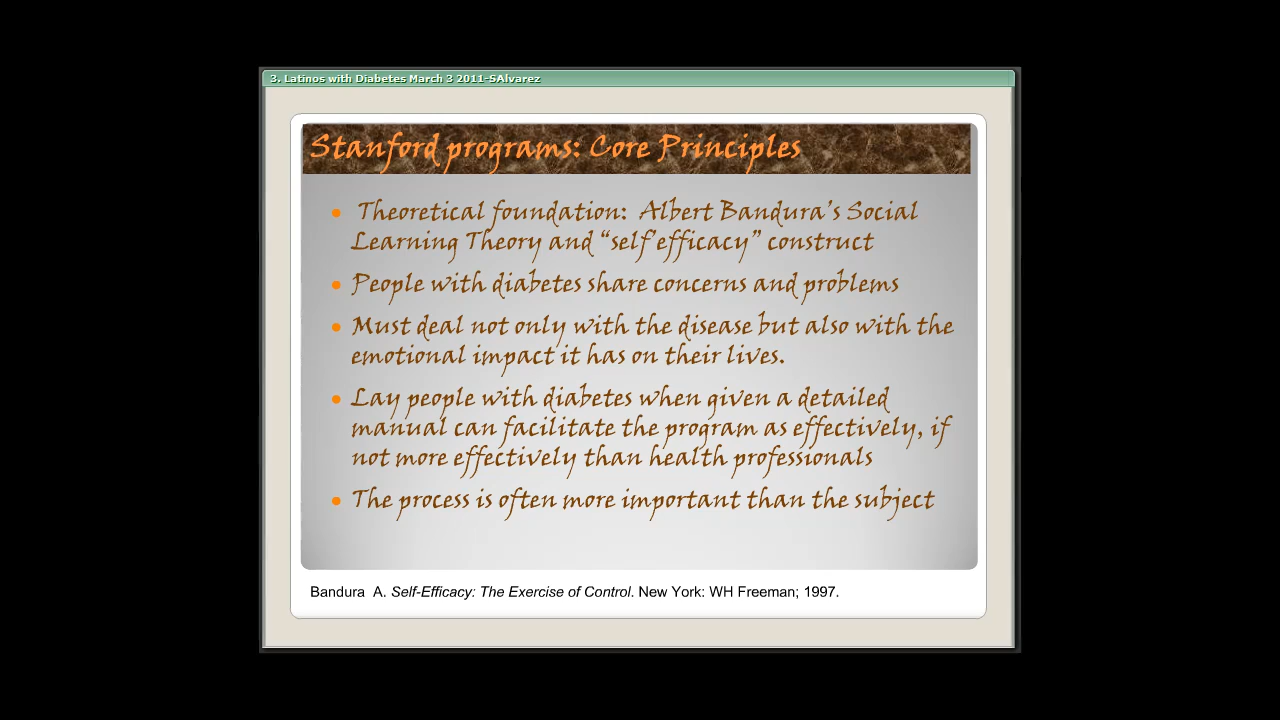 3. Latinos with Diabetes March 3 2011-SAlvarez
Stanford programs: Core Principles
• Theoretical foundation: Albert Bandura's Social
Learning Theory and "self efficacy" construct
• People with diabetes share concerns and problems
• Must deal not only with the disease but also with the
emotional impact it has on their lives.
• Lay people with diabetes when given a detailed
manual can facilitate the program as effectively, if
not more effectively than health professionals
• The process is often more important than the subject
Bandura A. Self-Efficacy: The Exercise of Control. New York: WH Freeman; 1997.